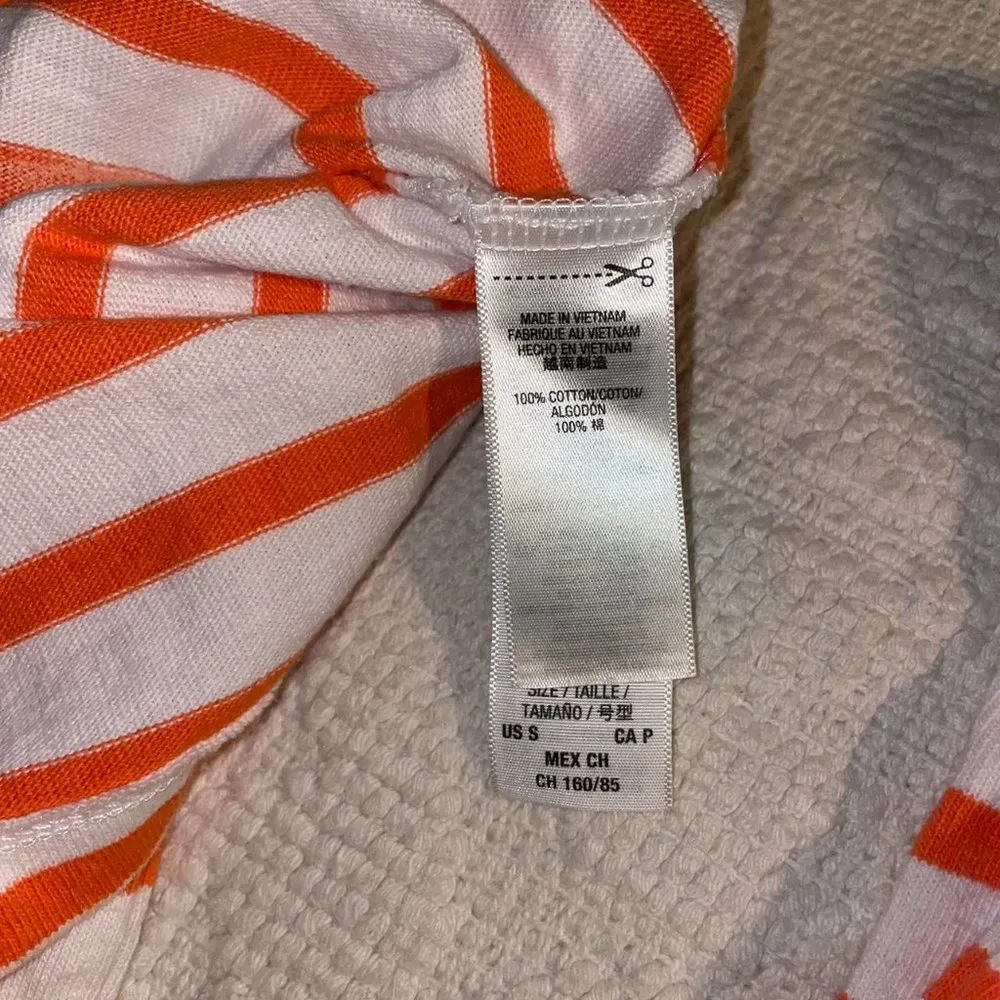 MADE IN VIETNAM
FABRIQUE AU VIETNAM
HECHO EN VIETNAM
越南制造
100% COTTON/COTON/
ALGODÓN
100% 棉
SIZE / TAILLE /
TAMAÑO / 号型
US S CA P
MEX CH
CH 160/85